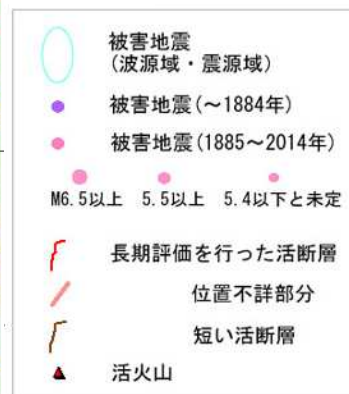 被害地震
(波源域・震源域)
被害地震(～1884年)
被害地震(1885～2014年)
M6.5以上 5.5以上 5.4以下と未定
長期評価を行った活断層
位置不詳部分
短い活断層
活火山